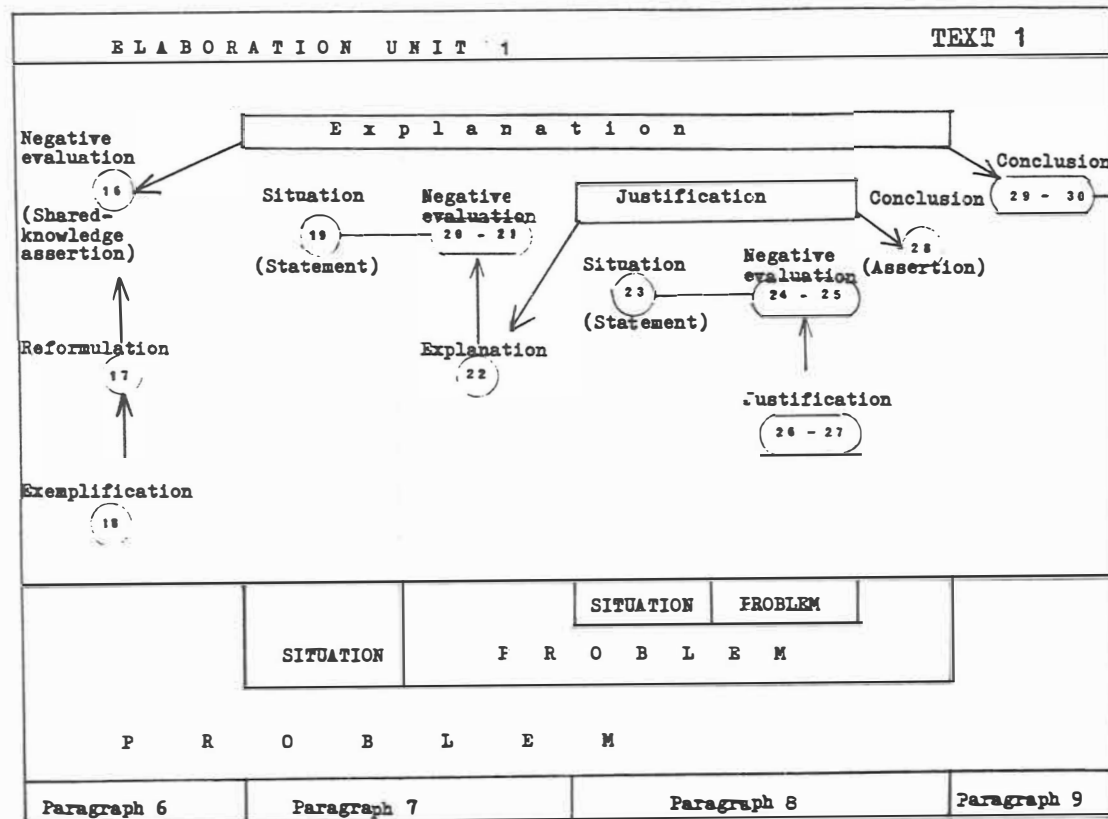 ELABORATION UNIT 1
TEXT 1
Explanation
Negative
evaluation
16
(Shared-
knowledge
assertion)
Reformulation
17
Exemplification
18
Situation
19
(Statement)
Negative
evaluation
20 - 21
Explanation
22
Justification
Situation
23
(Statement)
Negative
evaluation
24 - 25
Justification
26 - 27
Conclusion
28
(Assertion)
Conclusion
29 - 30
SITUATION
PROBLEM
SITUATION
PROBLEM
PROBLEM
Paragraph 6
Paragraph 7
Paragraph 8
Paragraph 9